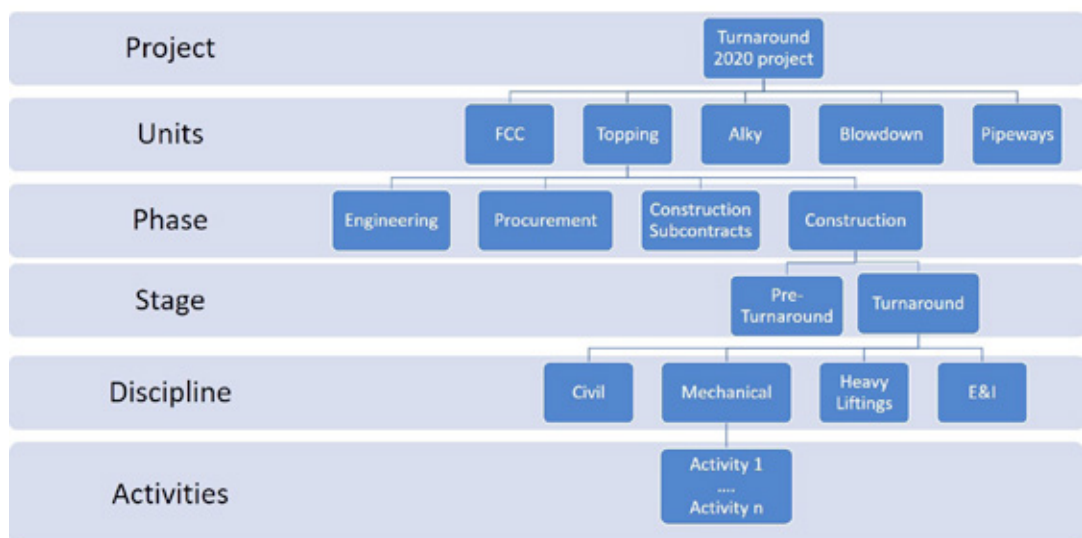 Project
Turnaround
2020 project
Units
FCC
Topping
Alky
Blowdown
Pipeways
Phase
Engineering
Procurement
Construction
Subcontracts
Construction
Stage
Pre-
Turnaround
Turnaround
Discipline
Civil
Mechanical
Heavy
Liftings
E&I
Activities
Activity 1
....
Activity n